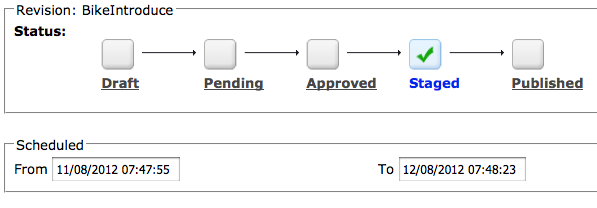 Revision: BikeIntroduce
Status:
Draft Pending Approved Staged Published
Scheduled
From 11/08/2012 07:47:55 To 12/08/2012 07:48:23